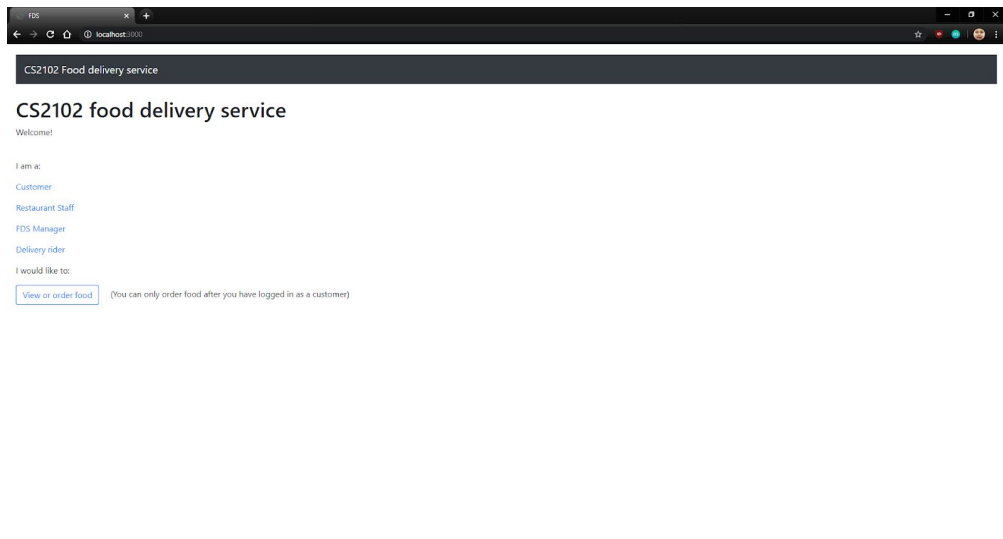 FDS
localhost:3000
CS2102 Food delivery service
CS2102 food delivery service
Welcome!
I am a:
Customer
Restaurant Staff
FDS Manager
Delivery rider
I would like to:
View or order food (You can only order food after you have logged in as a customer)